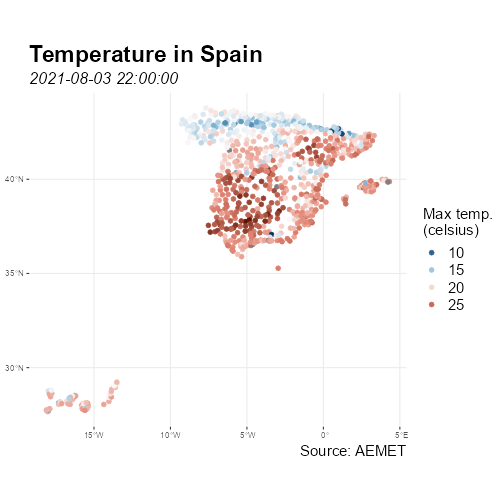 Temperature in Spain
2021-08-03 22:00:00
40°N
35°N
30°N
15°W
10°W
5°W
0°
5°E
Max temp.
(celsius)
10
15
20
25
Source: AEMET